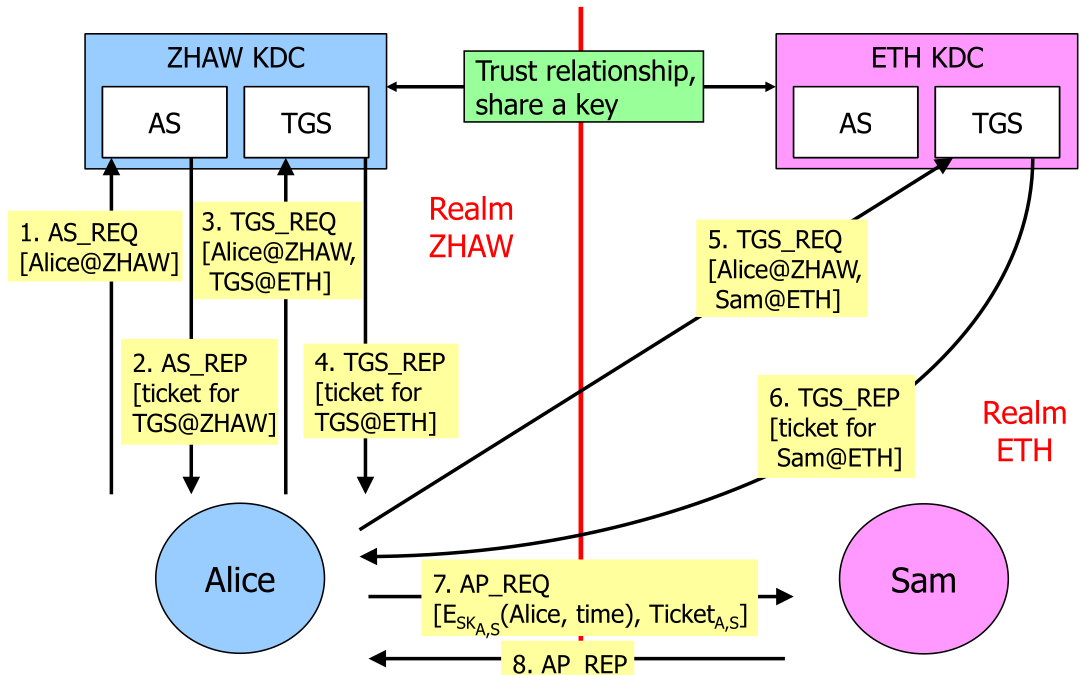 ZHAW KDC
AS
TGS
Trust relationship,
share a key
ETH KDC
AS
TGS
1. AS_REQ
[Alice@ZHAW]
3. TGS_REQ
[Alice@ZHAW,
TGS@ETH]
Realm
ZHAW
5. TGS_REQ
[Alice@ZHAW,
Sam@ETH]
2. AS_REP
[ticket for
TGS@ZHAW]
4. TGS_REP
[ticket for
TGS@ETH]
6. TGS_REP
[ticket for
Sam@ETH]
Realm
ETH
Alice
7. AP_REQ
[E_SK_A,S(Alice, time), Ticket_A,S]
Sam
8. AP_REP